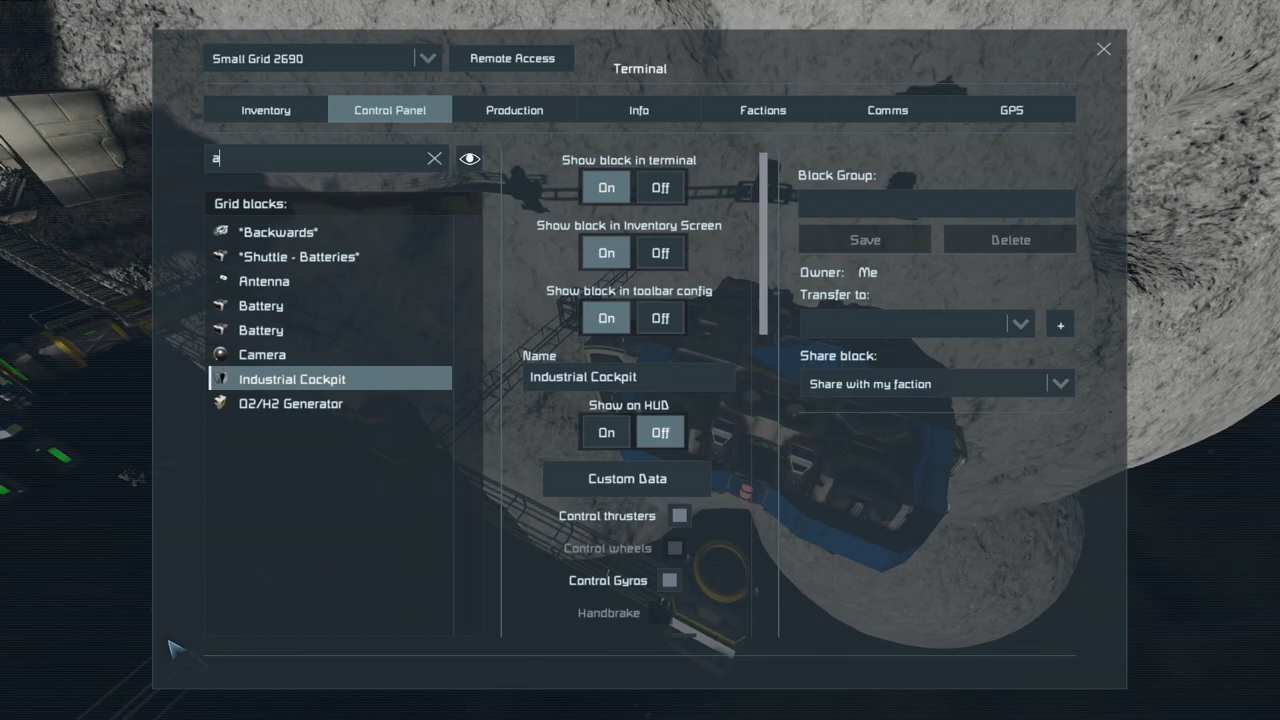 Small Grid 2690
Remote Access
Terminal
Inventory
Control Panel
Production
Info
Factions
Comms
GPS
a
Grid blocks:
*Backwards*
*Shuttle - Batteries*
Antenna
Battery
Battery
Camera
Industrial Cockpit
O2/H2 Generator
Show block in terminal
On Off
Show block in Inventory Screen
On Off
Show block in toolbar config
On Off
Name
Industrial Cockpit
Show on HUD
On Off
Custom Data
Control thrusters
Control wheels
Control Gyros
Handbrake
Block Group:
Save Delete
Owner: Me
Transfer to:
+
Share block:
Share with my faction